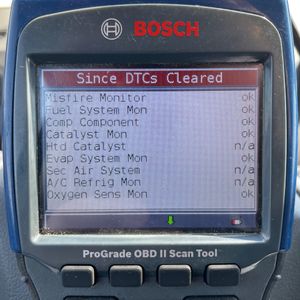 BOSCH
Since DTCs Cleared
Misfire Monitor ok
Fuel System Mon ok
Comp Component ok
Catalyst Mon ok
Htd Catalyst n/a
Evap System Mon ok
Sec Air System n/a
A/C Refrig Mon n/a
Oxygen Sens Mon ok
ProGrade OBD II Scan Tool